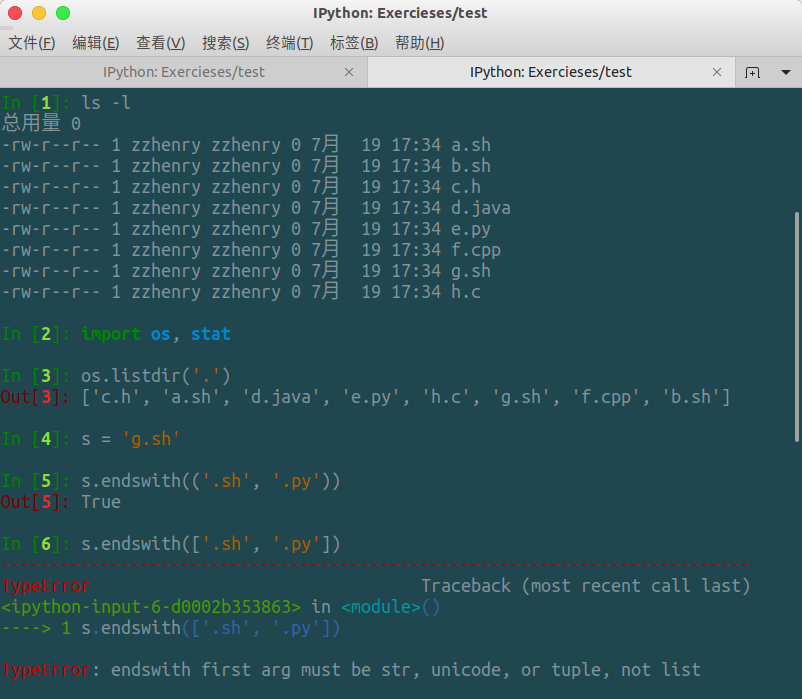 IPython: Exercieses/test
文件(F) 编辑(E) 查看(V) 搜索(S) 终端(T) 标签(B) 帮助(H)
IPython: Exercieses/test × IPython: Exercieses/test ×
In [1]: ls -l
总用量 0
-rw-r--r-- 1 zzhenry zzhenry 0 7月  19 17:34 a.sh
-rw-r--r-- 1 zzhenry zzhenry 0 7月  19 17:34 b.sh
-rw-r--r-- 1 zzhenry zzhenry 0 7月  19 17:34 c.h
-rw-r--r-- 1 zzhenry zzhenry 0 7月  19 17:34 d.java
-rw-r--r-- 1 zzhenry zzhenry 0 7月  19 17:34 e.py
-rw-r--r-- 1 zzhenry zzhenry 0 7月  19 17:34 f.cpp
-rw-r--r-- 1 zzhenry zzhenry 0 7月  19 17:34 g.sh
-rw-r--r-- 1 zzhenry zzhenry 0 7月  19 17:34 h.c
In [2]: import os, stat
In [3]: os.listdir('.')
Out[3]: ['c.h', 'a.sh', 'd.java', 'e.py', 'h.c', 'g.sh', 'f.cpp', 'b.sh']
In [4]: s = 'g.sh'
In [5]: s.endswith(('.sh', '.py'))
Out[5]: True
In [6]: s.endswith(['.sh', '.py'])
---------------------------------------------------------------------------
TypeError                                 Traceback (most recent call last)
<ipython-input-6-d0002b353863> in <module>()
----> 1 s.endswith(['.sh', '.py'])
TypeError: endswith first arg must be str, unicode, or tuple, not list